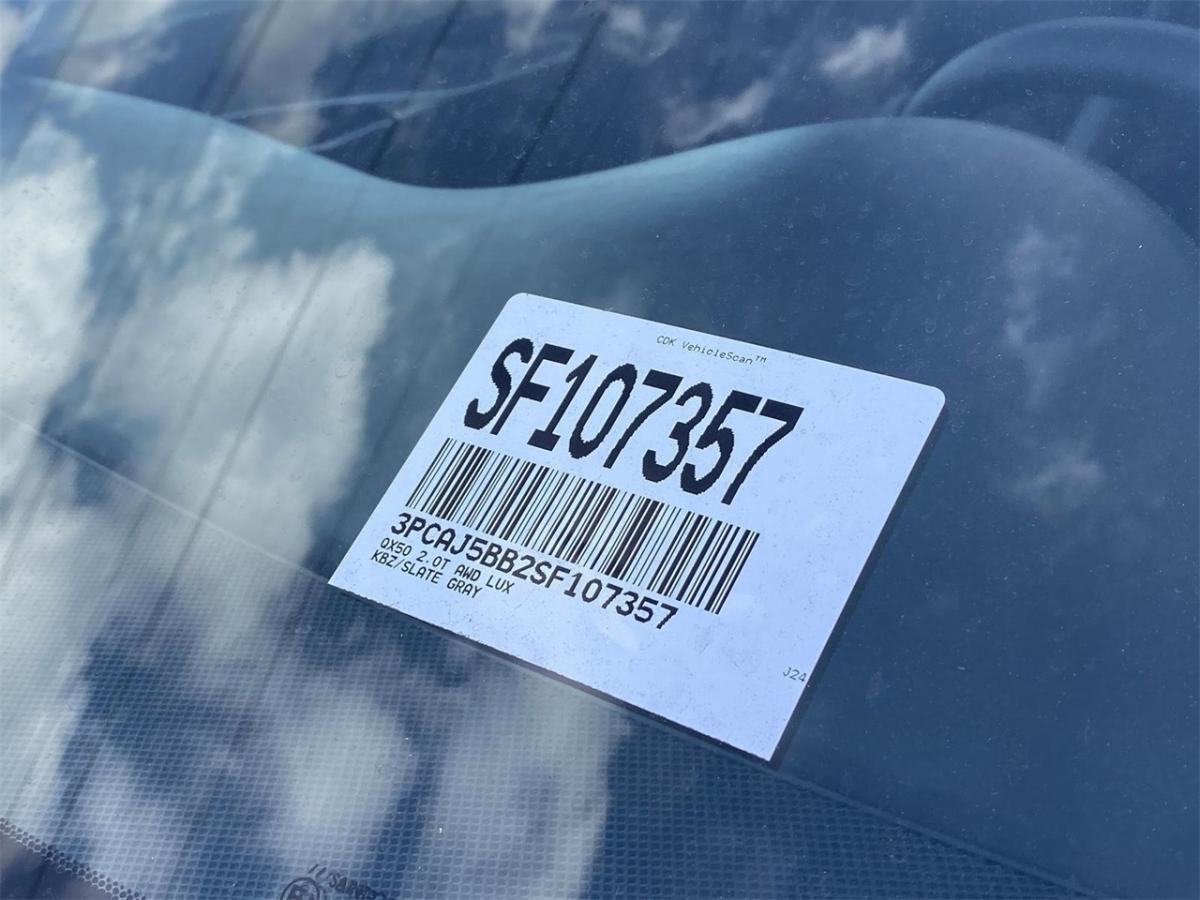 CDK VehicleScan™
SF107357
3PCAJ5BB2SF107357
QX50 2.0T AWD LUX
KBZ/SLATE GRAY
J24